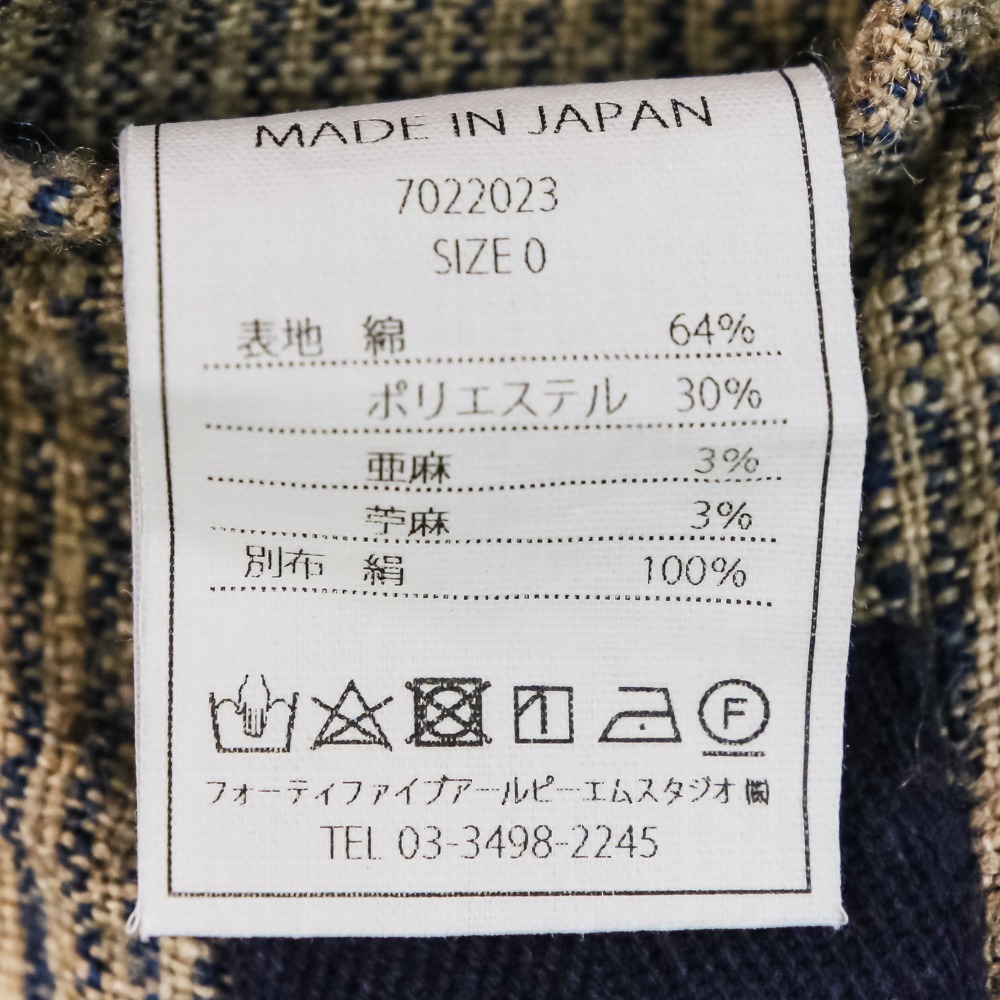 MADE IN JAPAN
7022023
SIZE 0
表地 綿 64%
ポリエステル 30%
亜麻 3%
苧麻 3%
別布 絹 100%
F
フォーティファイブアールピーエムスタジオ㈱
TEL 03-3498-2245